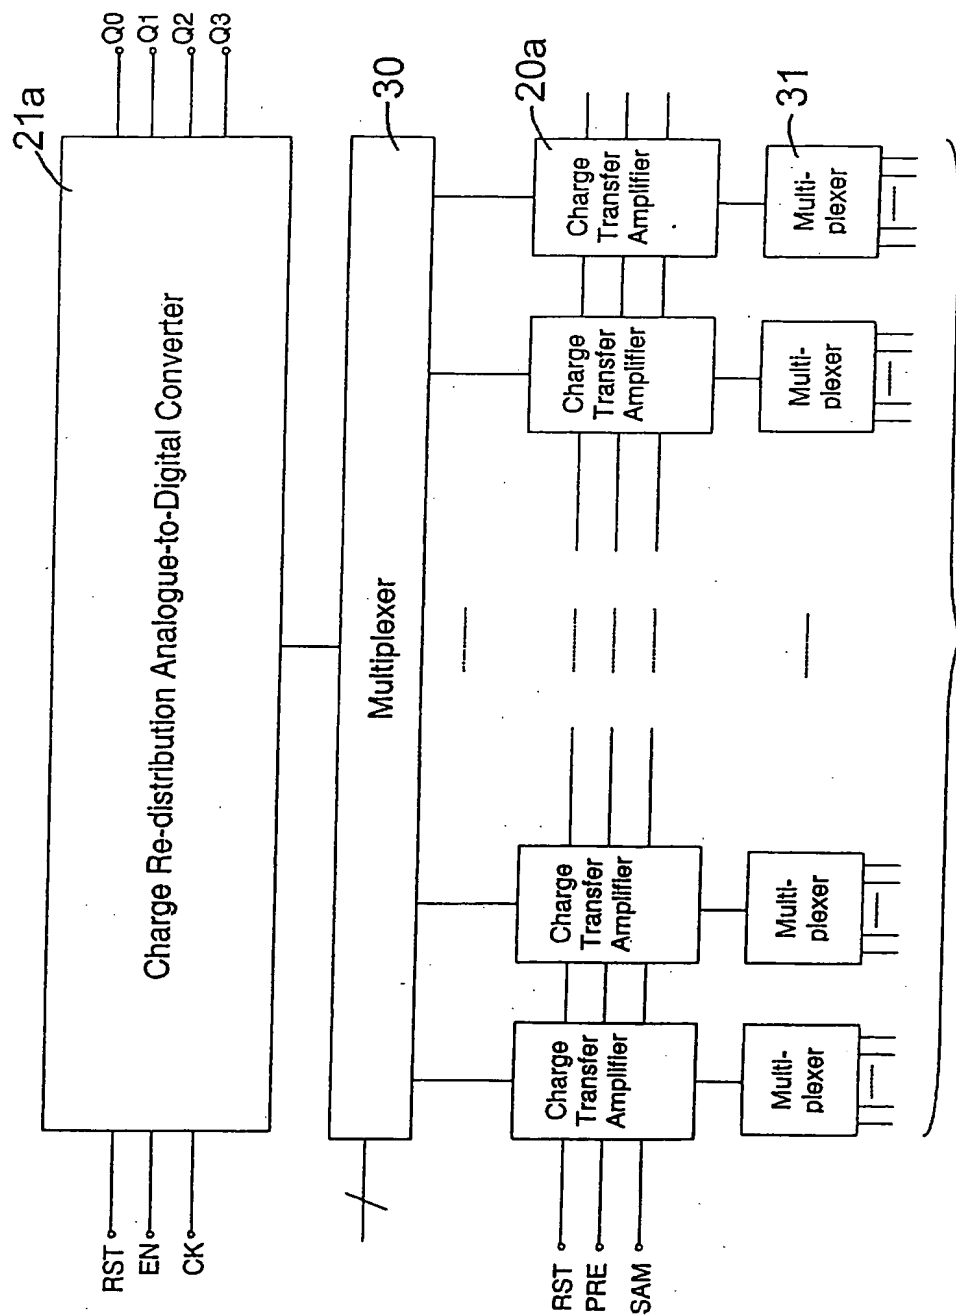 RST
EN
CK
Charge Re-distribution Analogue-to-Digital Converter
21a
Q0
Q1
Q2
Q3
Multiplexer
30
RST
PRE
SAM
Charge
Transfer
Amplifier
Charge
Transfer
Amplifier
Charge
Transfer
Amplifier
Charge
Transfer
Amplifier
20a
Multi-
plexer
Multi-
plexer
Multi-
plexer
Multi-
plexer
31